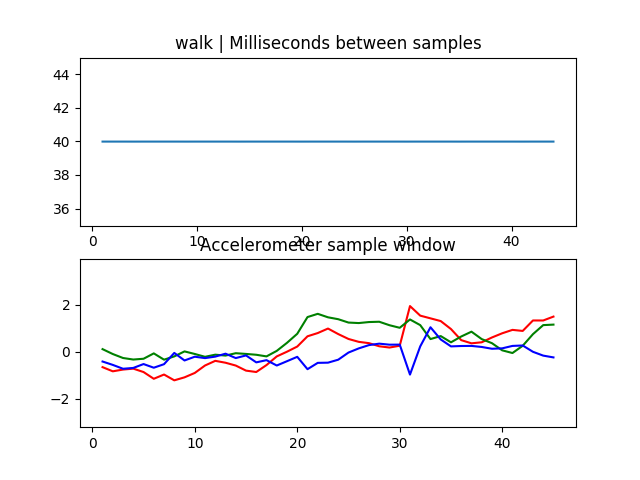 walk | Milliseconds between samples
44
42
40
38
36
0 10 20 30 40
Accelerometer sample window
2
0
−2
0 10 20 30 40